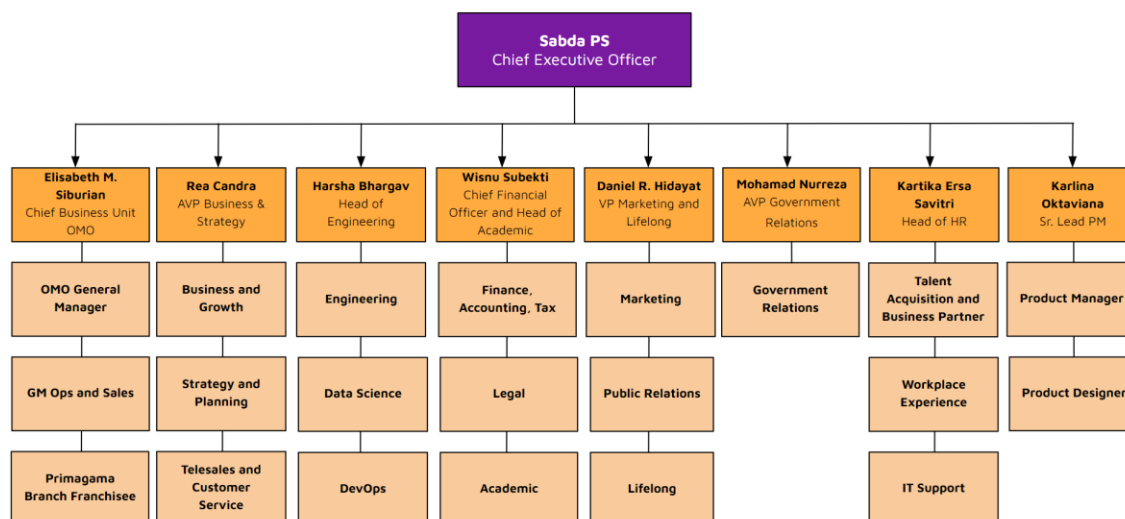 Sabda PS
Chief Executive Officer
Elisabeth M.
Siburian
Chief Business Unit
OMO
Rea Candra
AVP Business &
Strategy
Harsha Bhargav
Head of
Engineering
Wisnu Subekti
Chief Financial
Officer and Head of
Academic
Daniel R. Hidayat
VP Marketing and
Lifelong
Mohamad Nurreza
AVP Government
Relations
Kartika Ersa
Savitri
Head of HR
Karlina
Oktaviana
Sr. Lead PM
OMO General
Manager
Business and
Growth
Engineering
Finance,
Accounting, Tax
Marketing
Government
Relations
Talent
Acquisition and
Business Partner
Product Manager
GM Ops and Sales
Strategy and
Planning
Data Science
Legal
Public Relations
Workplace
Experience
Product Designer
Primagama
Branch Franchisee
Telesales and
Customer
Service
DevOps
Academic
Lifelong
IT Support